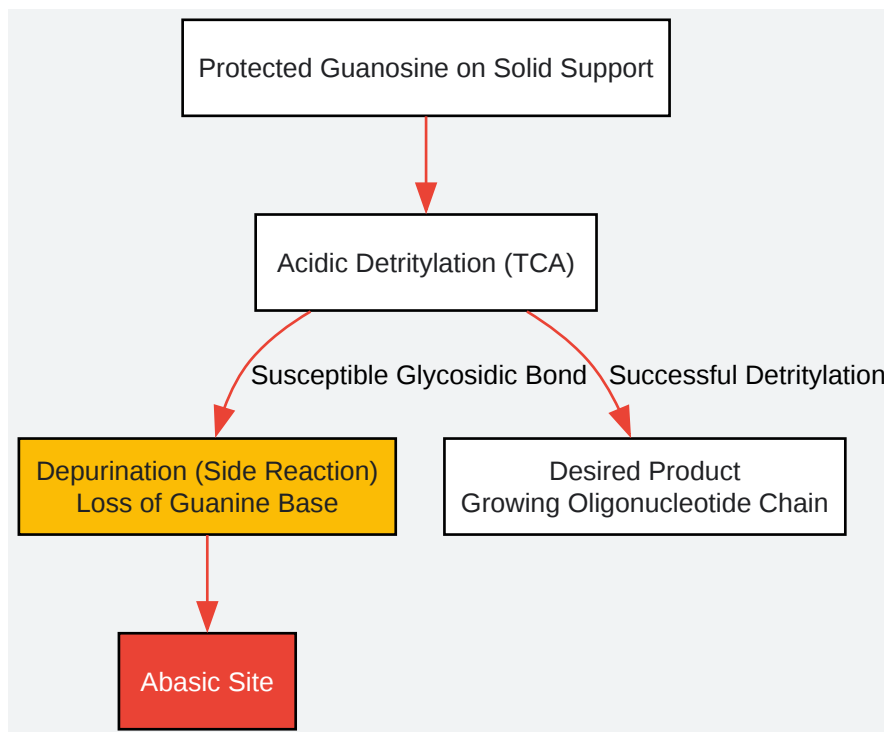 Protected Guanosine on Solid Support
Acidic Detritylation (TCA)
Susceptible Glycosidic Bond
Successful Detritylation
Depurination (Side Reaction)
Loss of Guanine Base
Desired Product
Growing Oligonucleotide Chain
Abasic Site